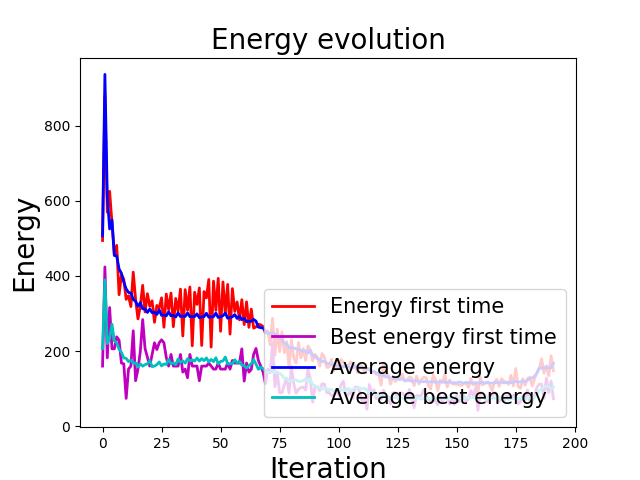 Energy evolution
Energy
800
600
400
200
0
Energy first time
Best energy first time
Average energy
Average best energy
0 25 50 75 100 125 150 175 200
Iteration